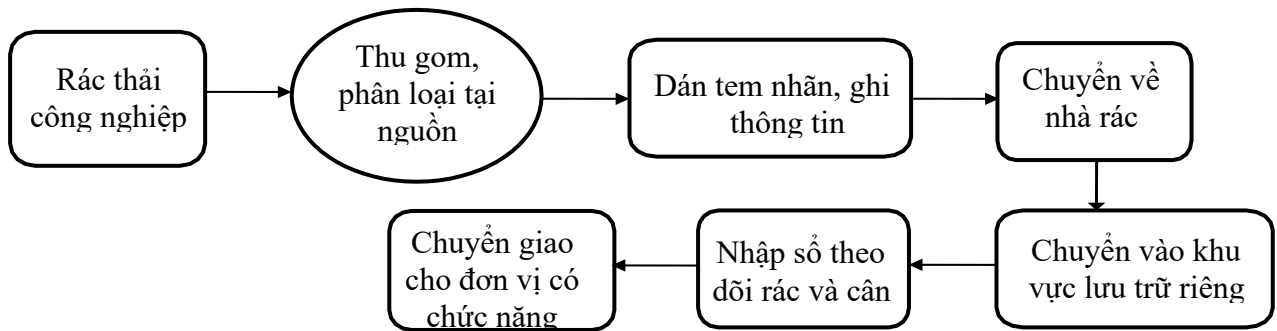 Rác thải
công nghiệp
Thu gom,
phân loại tại
nguồn
Dán tem nhãn, ghi
thông tin
Chuyển về
nhà rác
Chuyển vào khu
vực lưu trữ riêng
Nhập sổ theo
dõi rác và cân
Chuyển giao
cho đơn vị có
chức năng